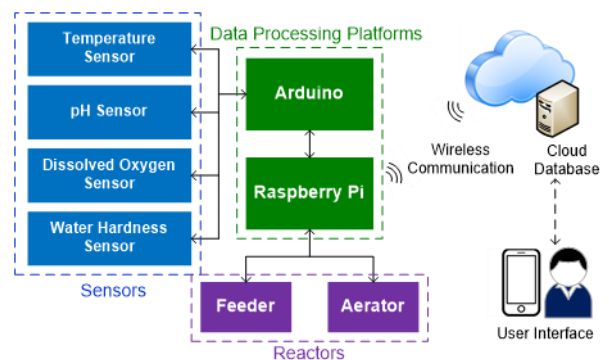 Temperature
Sensor
pH Sensor
Dissolved Oxygen
Sensor
Water Hardness
Sensor
Sensors
Data Processing Platforms
Arduino
Raspberry Pi
Wireless
Communication
Cloud
Database
Feeder
Aerator
Reactors
User Interface